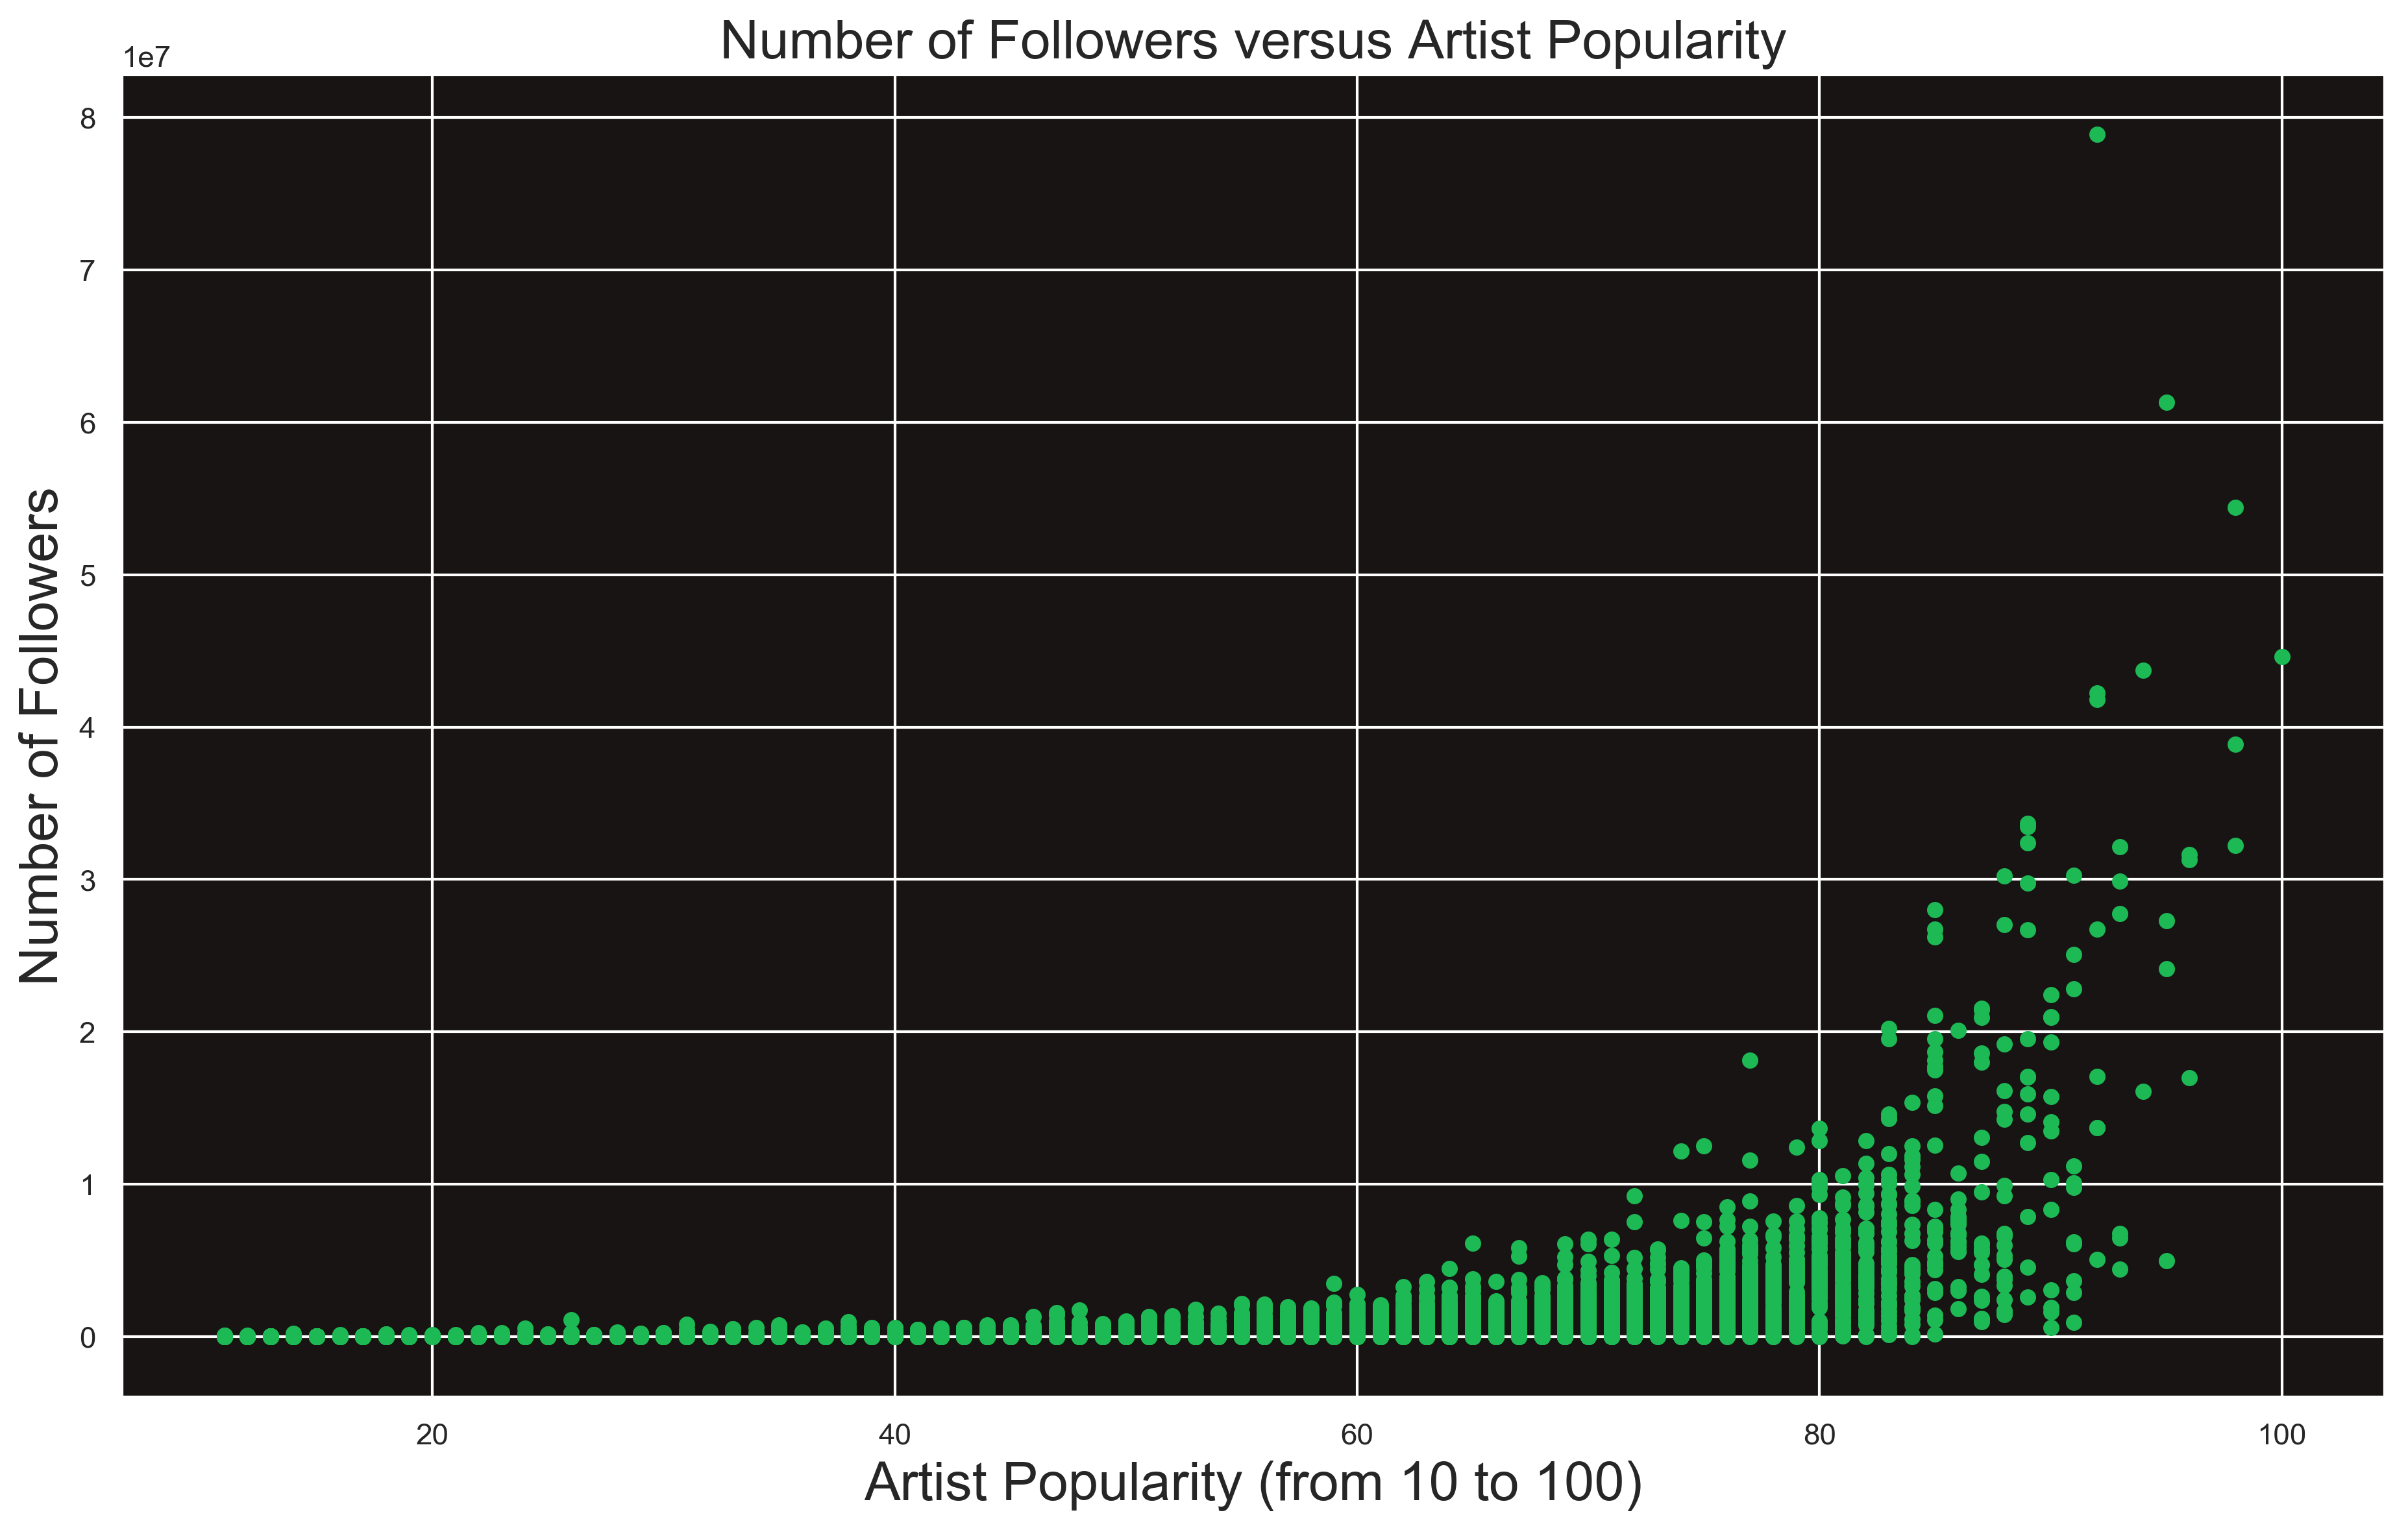 Number of Followers versus Artist Popularity
1e7
8
7
6
5
4
3
2
1
0
Number of Followers
20 40 60 80 100
Artist Popularity (from 10 to 100)